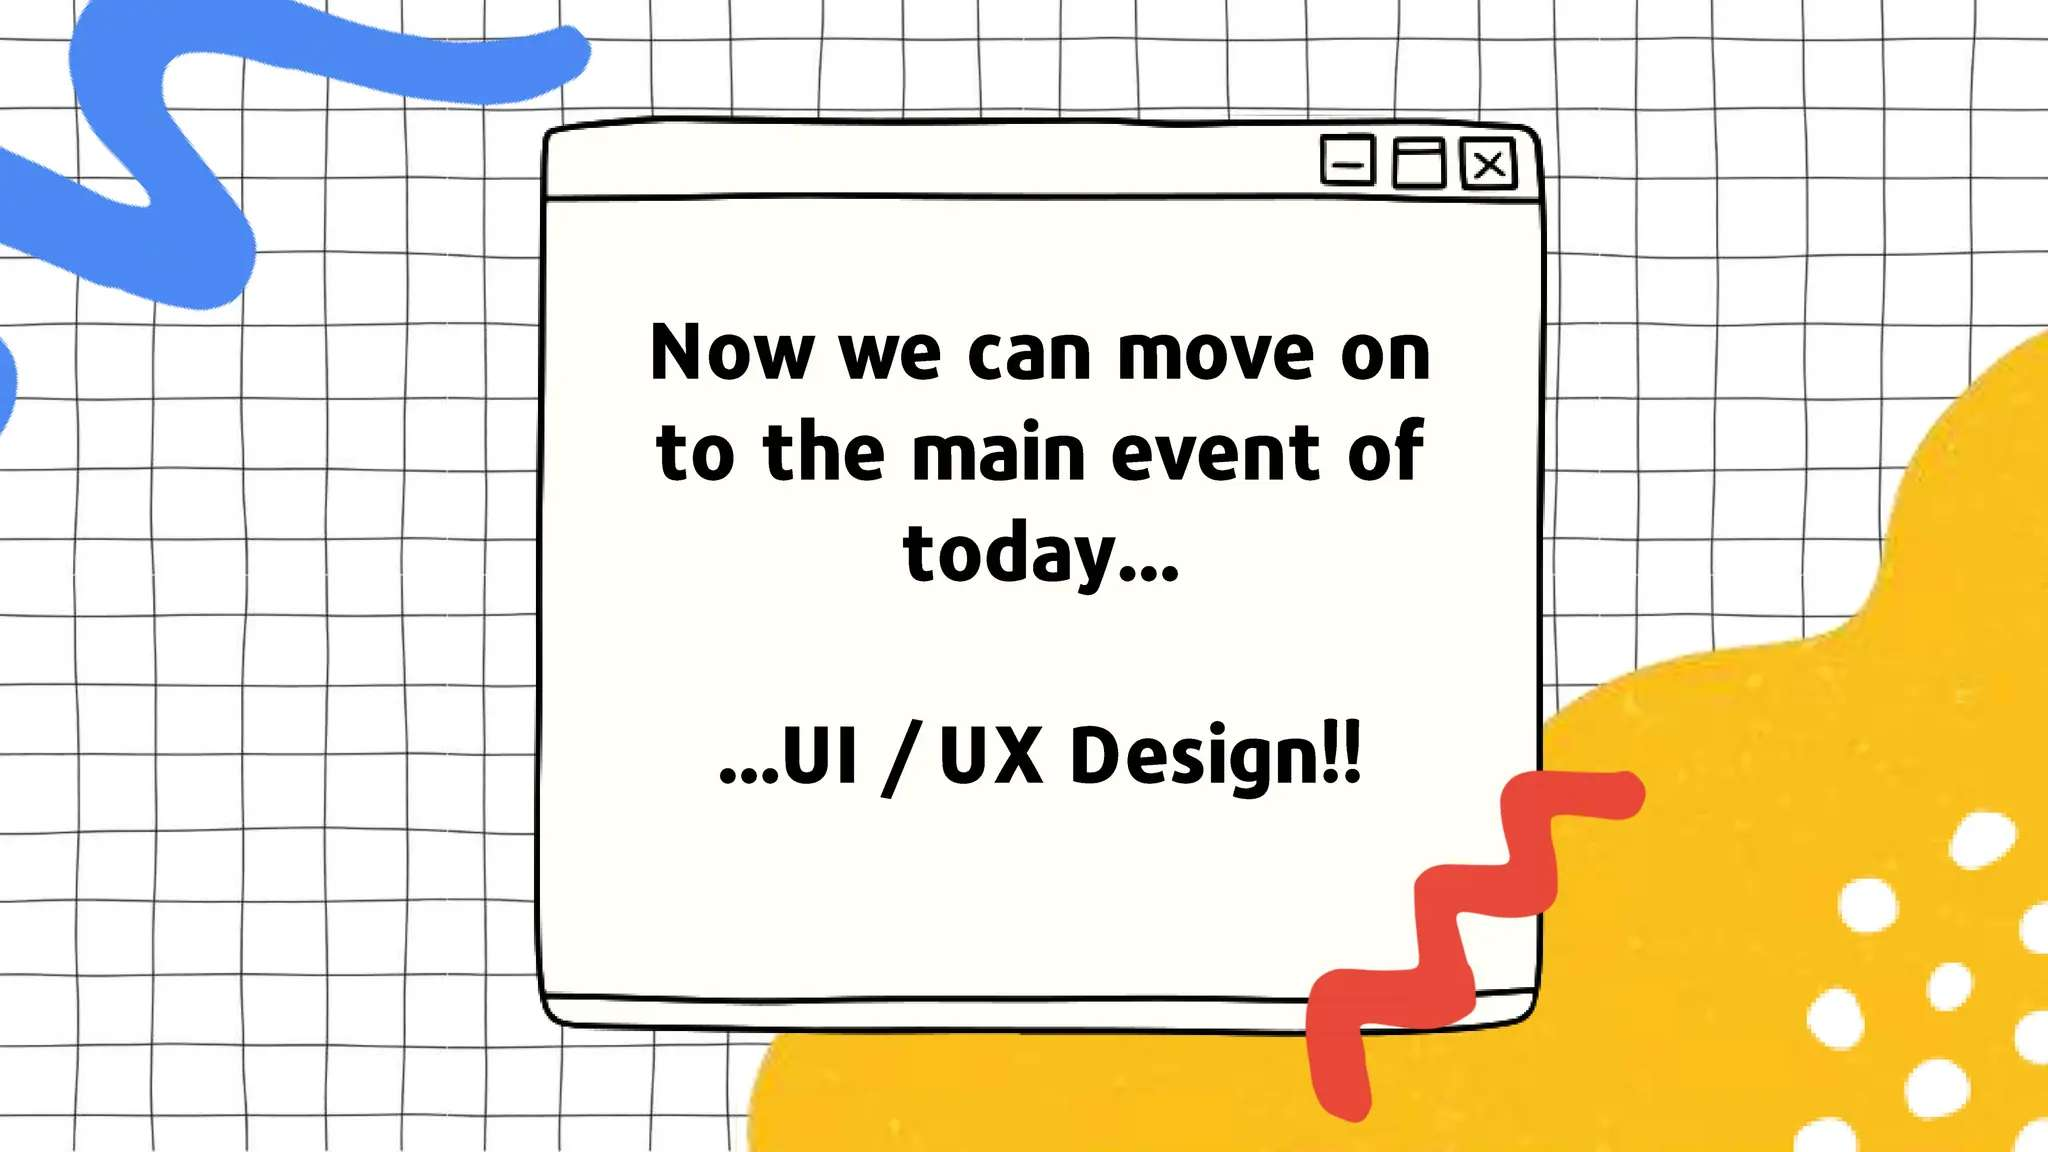 Now we can move on
to the main event of
today...
...UI / UX Design!!